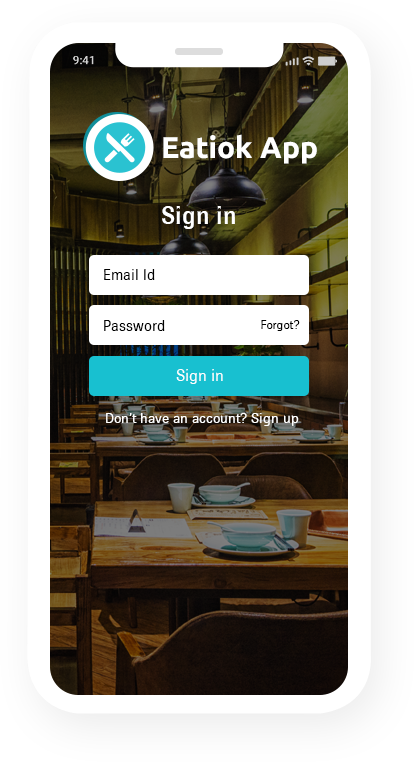 9:41
Eatiok App
Sign in
Email Id
Password Forgot?
Sign in
Don't have an account? Sign up